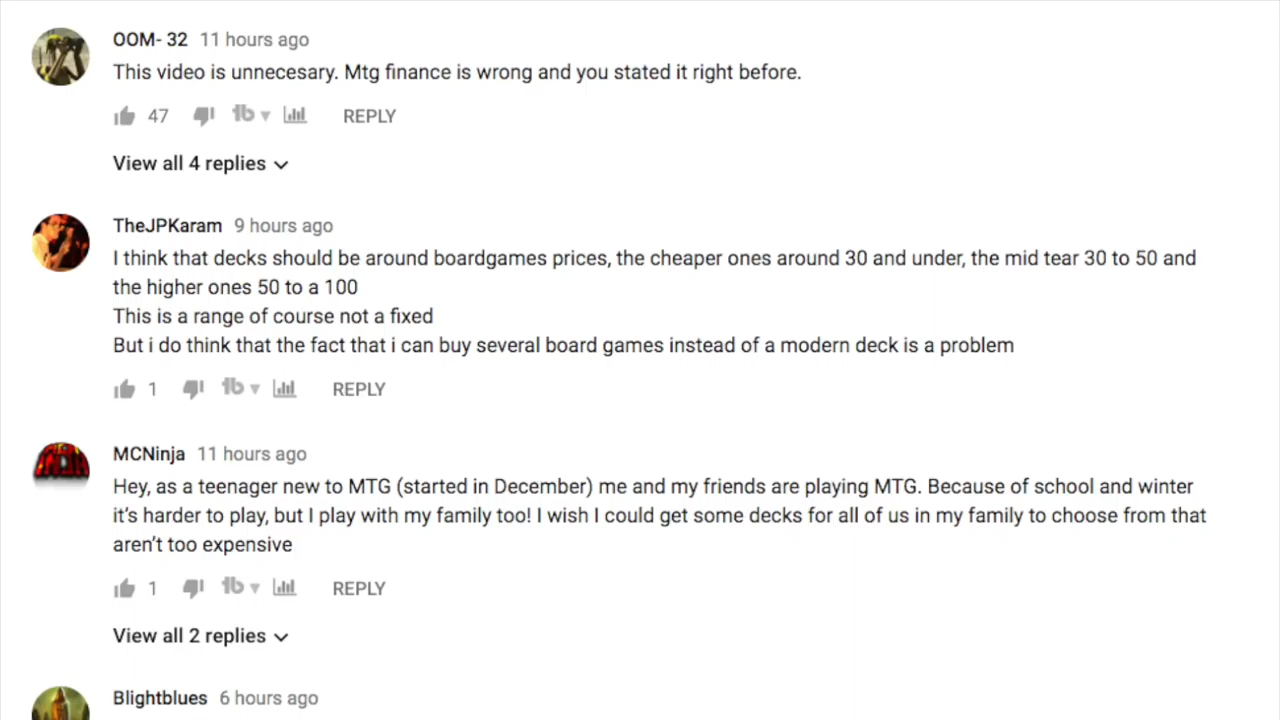 OOM- 32 11 hours ago
This video is unnecesary. Mtg finance is wrong and you stated it right before.
47 REPLY
View all 4 replies
TheJPKaram 9 hours ago
I think that decks should be around boardgames prices, the cheaper ones around 30 and under, the mid tear 30 to 50 and
the higher ones 50 to a 100
This is a range of course not a fixed
But i do think that the fact that i can buy several board games instead of a modern deck is a problem
1 REPLY
MCNinja 11 hours ago
Hey, as a teenager new to MTG (started in December) me and my friends are playing MTG. Because of school and winter
it's harder to play, but I play with my family too! I wish I could get some decks for all of us in my family to choose from that
aren't too expensive
1 REPLY
View all 2 replies
Blightblues 6 hours ago